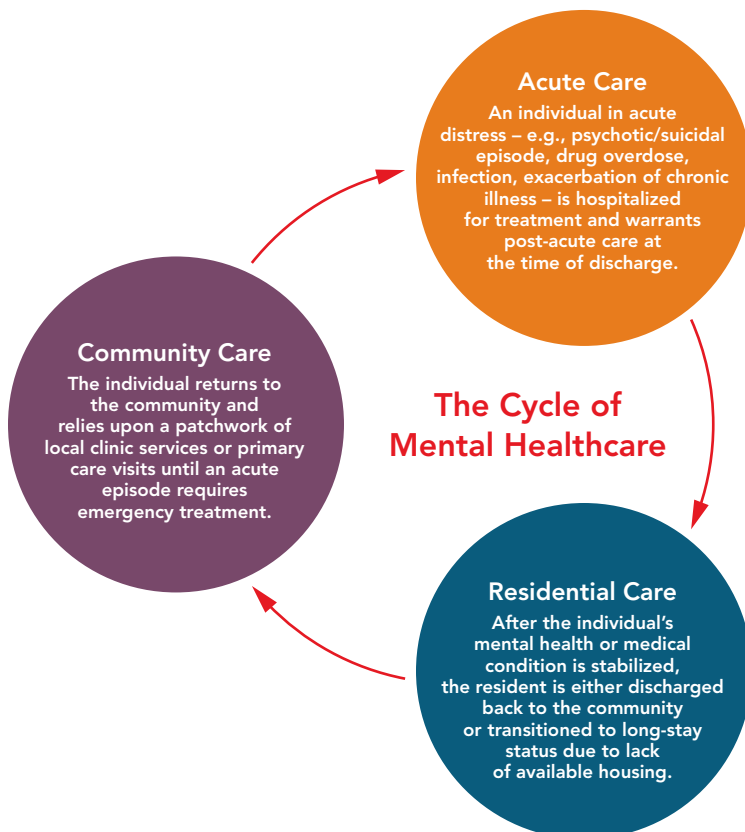 Acute Care
An individual in acute
distress – e.g., psychotic/suicidal
episode, drug overdose,
infection, exacerbation of chronic
illness – is hospitalized
for treatment and warrants
post-acute care at
the time of discharge.
Community Care
The individual returns to
the community and
relies upon a patchwork of
local clinic services or primary
care visits until an acute
episode requires
emergency treatment.
The Cycle of
Mental Healthcare
Residential Care
After the individual’s
mental health or medical
condition is stabilized,
the resident is either discharged
back to the community
or transitioned to long-stay
status due to lack
of available housing.